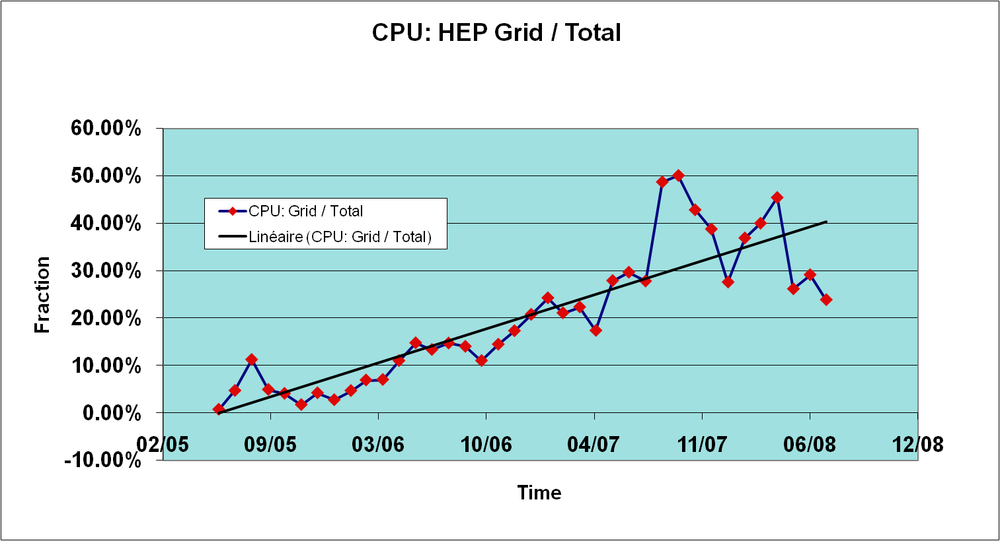 CPU: HEP Grid / Total
60.00%
50.00%
40.00%
30.00%
20.00%
10.00%
0.00%
-10.00%
Fraction
CPU: Grid / Total
Linéaire (CPU: Grid / Total)
02/05 09/05 03/06 10/06 04/07 11/07 06/08 12/08
Time